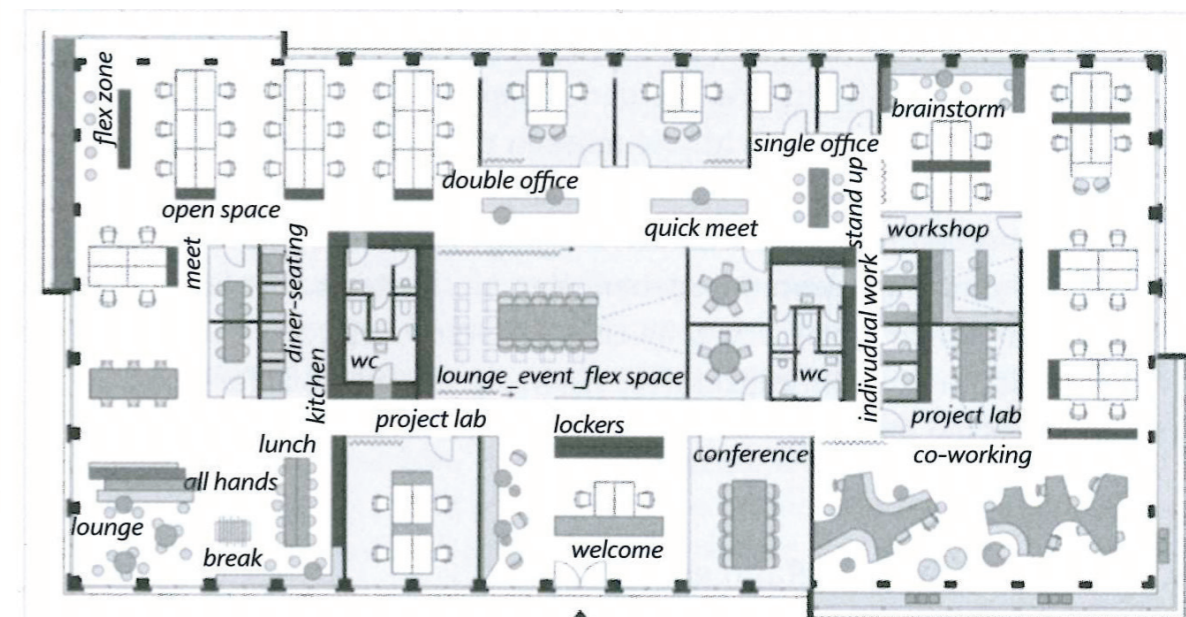 flex zone
brainstorm
single office
double office
stand up
open space
quick meet
workshop
meet
diner-seating
kitchen
wc
lounge_event_flex space
wc
indivudual work
project lab
project lab
lockers
lunch
conference
co-working
all hands
lounge
break
welcome